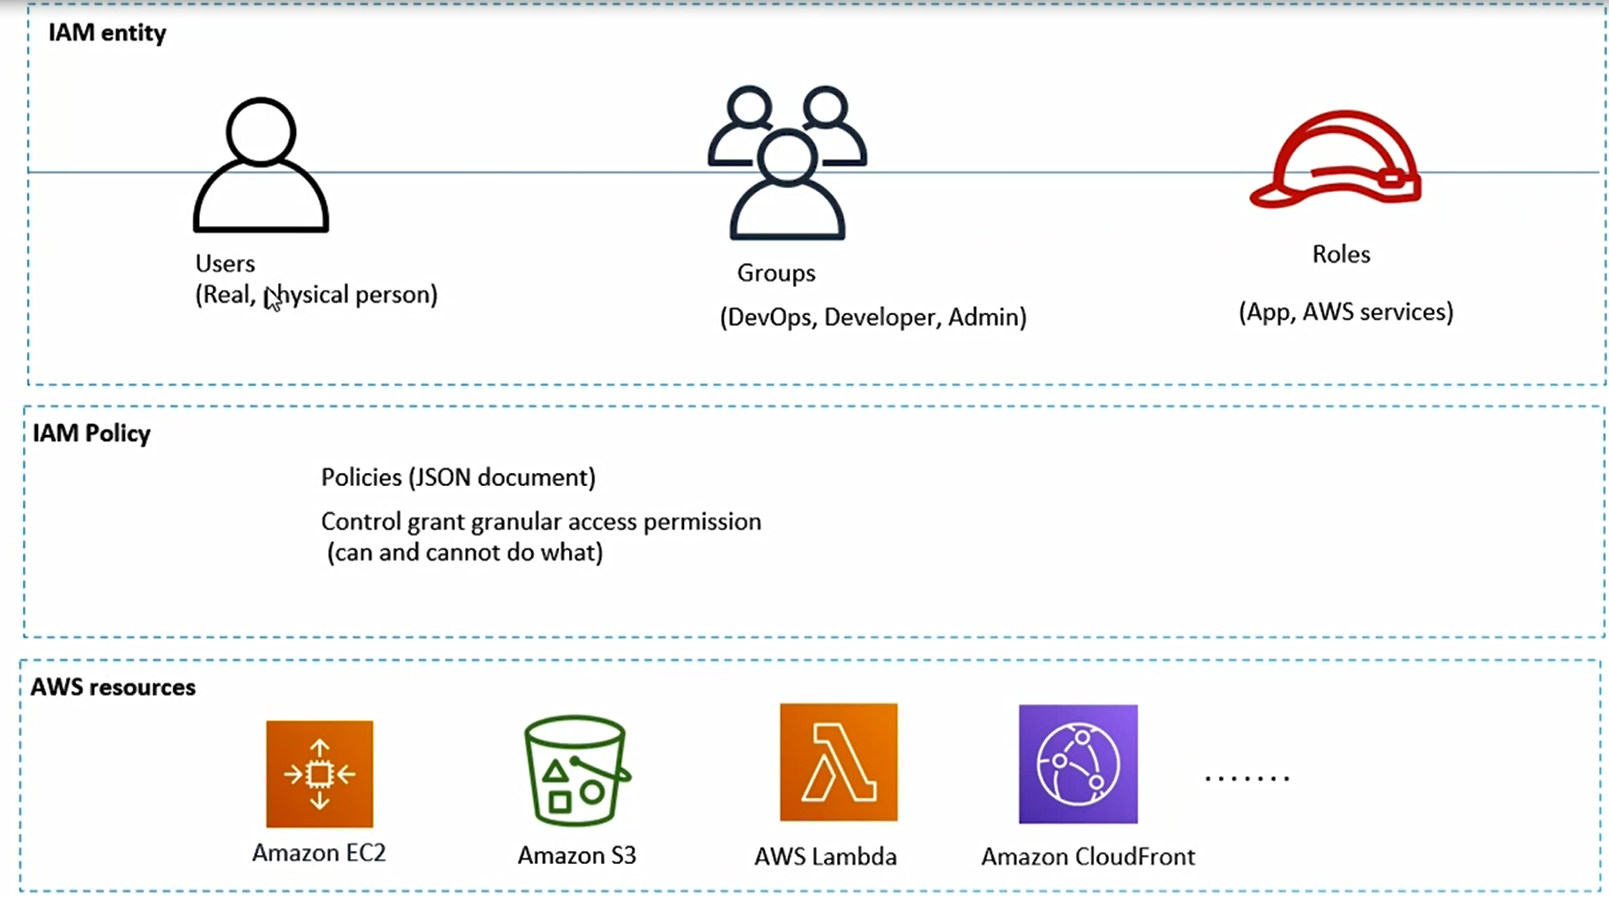 IAM entity
Users
(Real, physical person)
Groups
(DevOps, Developer, Admin)
Roles
(App, AWS services)
IAM Policy
Policies (JSON document)
Control grant granular access permission
(can and cannot do what)
AWS resources
Amazon EC2
Amazon S3
AWS Lambda
Amazon CloudFront
.......